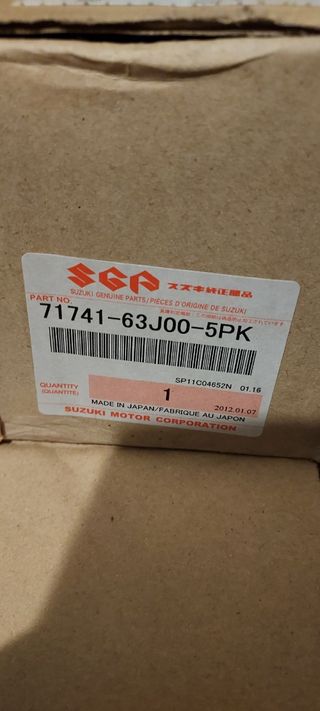 SGP スズキ純正部品
SUZUKI GENUINE PARTS/PIÈCES D'ORIGINE DE SUZUKI
PART NO.
71741-63J00-5PK
SP11C04652N 01.16
QUANTITY
(QUANTITÉ)
1
2012.01.07
MADE IN JAPAN/FABRIQUE AU JAPON
SUZUKI MOTOR CORPORATION